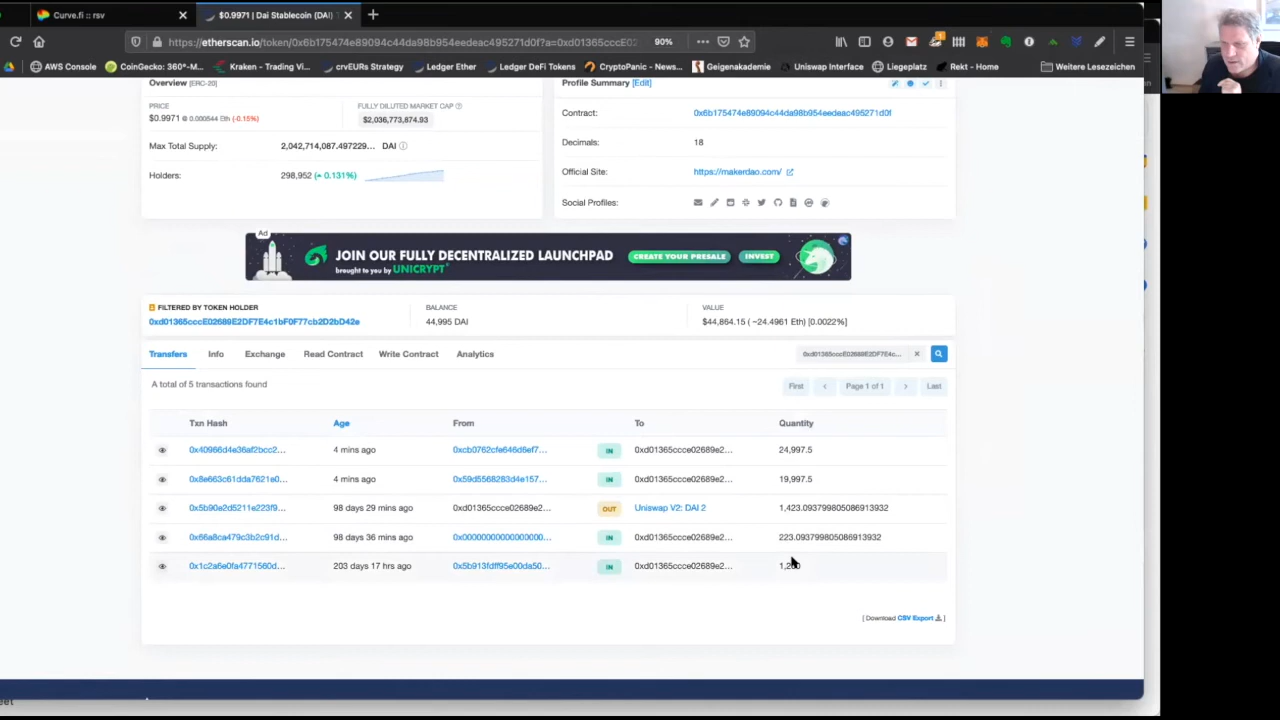 Curve.fi :: rsv
$0.9971 | Dai Stablecoin (DAI)
https://etherscan.io/token/0x6b175474e89094c44da98b954eedeac495271d0f?a=0xd01365cccE02
90%
AWS Console
CoinGecko: 360°-M...
Kraken - Trading Vi...
crvEURs Strategy
Ledger Ether
Ledger DeFi Tokens
CryptoPanic - News...
Geigenakademie
Uniswap Interface
Liegeplatz
Rekt - Home
Weitere Lesezeichen
Overview [ERC-20]
PRICE
$0.9971 @ 0.000544 Eth (-0.15%)
FULLY DILUTED MARKET CAP
$2,036,773,874.93
Max Total Supply:
2,042,714,087.497229... DAI
Holders:
298,952 (0.131%)
Profile Summary [Edit]
Contract:
0x6b175474e89094c44da98b954eedeac495271d0f
Decimals:
18
Official Site:
https://makerdao.com/
Social Profiles:
Ad
JOIN OUR FULLY DECENTRALIZED LAUNCHPAD
brought to you by UNICRYPT
CREATE YOUR PRESALE
INVEST
FILTERED BY TOKEN HOLDER
0xd01365cccE02689E2DF7E4c1bF0F77cb2D2bD42e
BALANCE
44,995 DAI
VALUE
$44,864.15 ( ~24.4961 Eth) [0.0022%]
Transfers
Info
Exchange
Read Contract
Write Contract
Analytics
0xd01365cccE02689E2DF7E4c...
A total of 5 transactions found
First
Page 1 of 1
Last
Txn Hash Age From To Quantity
0x40966d4e36af2bcc2... 4 mins ago 0xcb0762cfe646d6ef7... IN 0xd01365ccce02689e2... 24,997.5
0x8e663c61dda7621e0... 4 mins ago 0x59d5568283d4e157... IN 0xd01365ccce02689e2... 19,997.5
0x5b90e2d5211e223f9... 98 days 29 mins ago 0xd01365ccce02689e2... OUT Uniswap V2: DAI 2 1,423.093799805086913932
0x66a8ca479c3b2c91d... 98 days 36 mins ago 0x0000000000000000... IN 0xd01365ccce02689e2... 223.093799805086913932
0x1c2a6e0fa4771560d... 203 days 17 hrs ago 0x5b913fdff95e00da50... IN 0xd01365ccce02689e2...
[ Download CSV Export ]